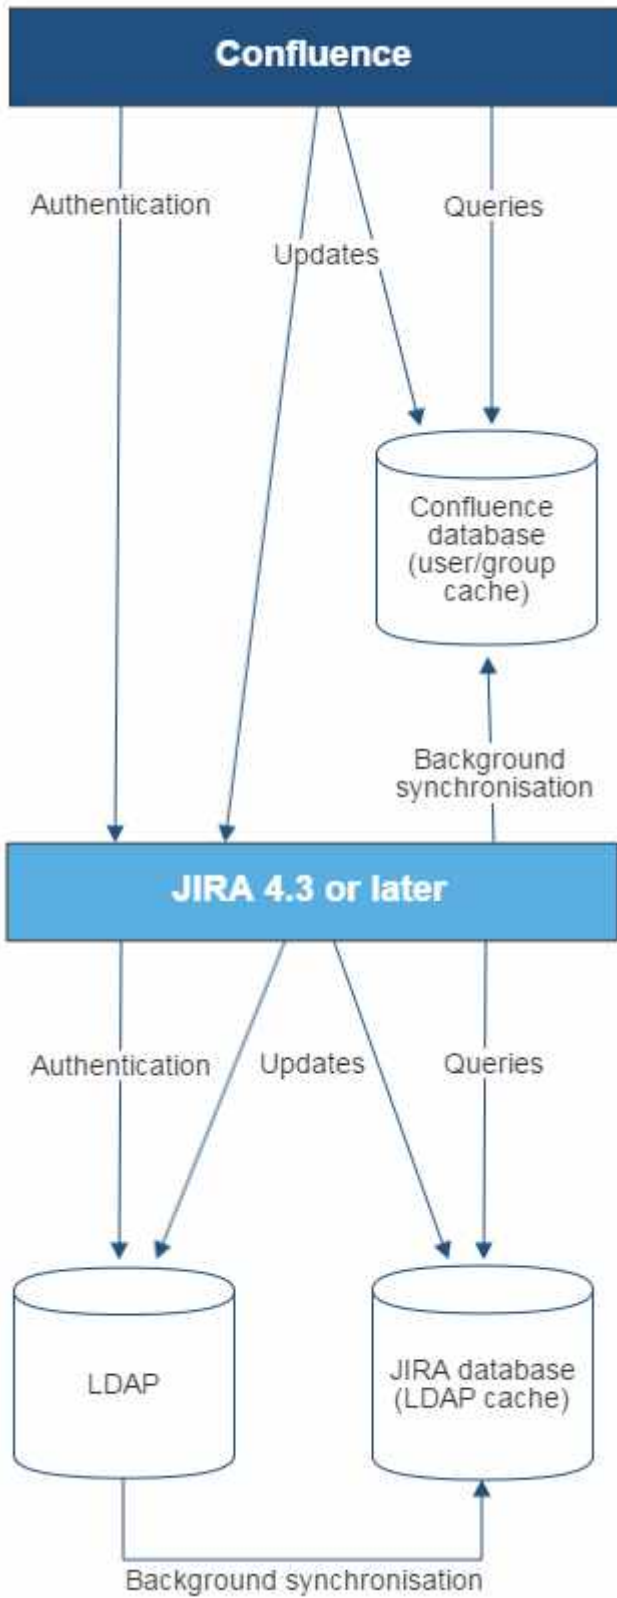 Confluence
Authentication
Updates
Queries
Confluence
database
(user/group
cache)
Background
synchronisation
JIRA 4.3 or later
Authentication
Updates
Queries
LDAP
JIRA database
(LDAP cache)
Background synchronisation